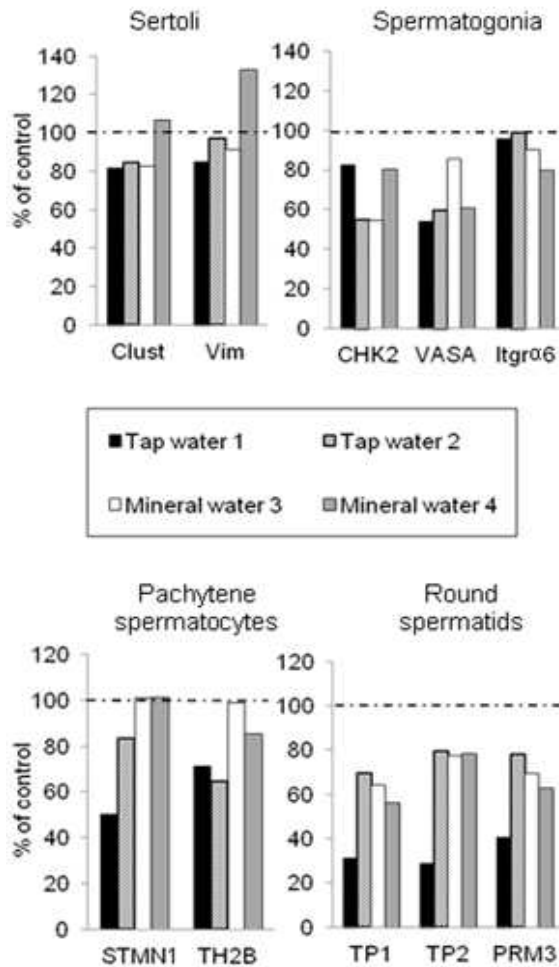 Sertoli
Spermatogonia
% of control
140
120
100
80
60
40
20
0
Clust Vim
140
120
100
80
60
40
20
0
CHK2 VASA Itgrα6
Tap water 1 Tap water 2
Mineral water 3 Mineral water 4
Pachytene
spermatocytes
Round
spermatids
% of control
120
100
80
60
40
20
0
STMN1 TH2B
120
100
80
60
40
20
0
TP1 TP2 PRM3